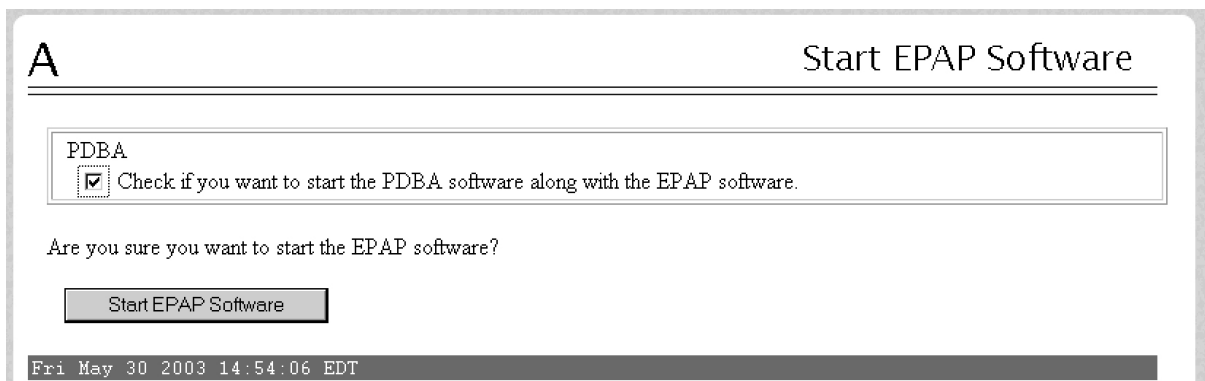 A
Start EPAP Software
PDBA
Check if you want to start the PDBA software along with the EPAP software.
Are you sure you want to start the EPAP software?
Start EPAP Software
Fri May 30 2003 14:54:06 EDT